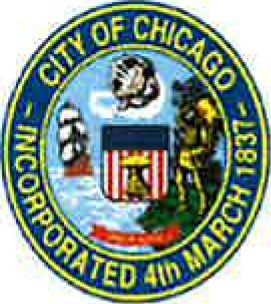 CITY OF CHICAGO
INCORPORATED 4th MARCH 1837